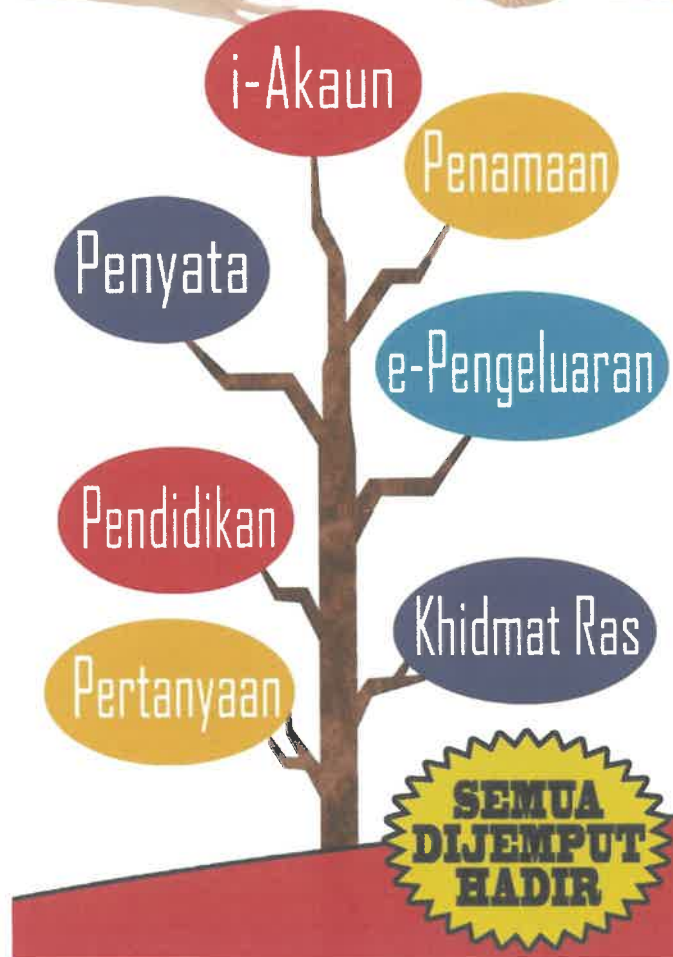 i-Akaun
Penamaan
Penyata
e-Pengeluaran
Pendidikan
Khidmat Ras
Pertanyaan
SEMUA
DIJEMPUT
HADIR